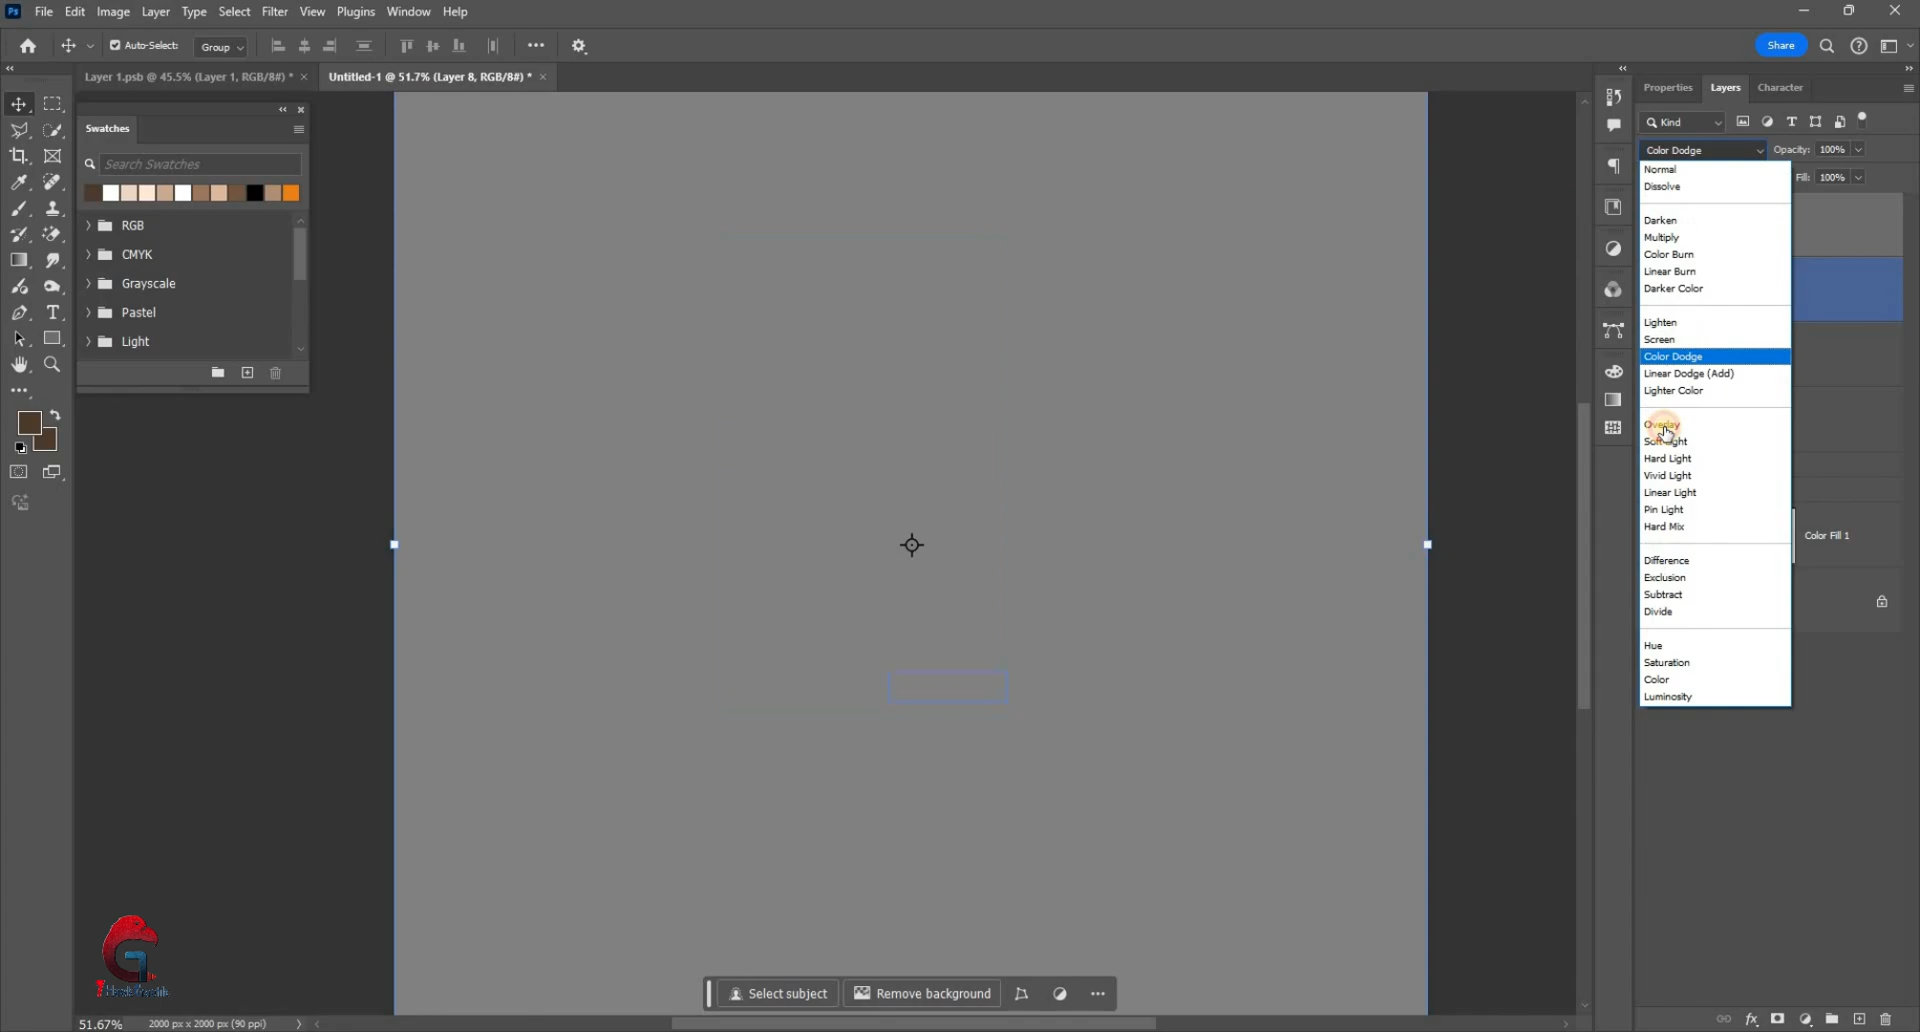 Ps File Edit Image Layer Type Select Filter View Plugins Window Help
Auto-Select: Group Share
Layer 1.psb @ 45.5% (Layer 1, RGB/8#) * × Untitled-1 @ 51.7% (Layer 8, RGB/8#) * ×
Properties Layers Character
Swatches
Search Swatches
RGB
CMYK
Grayscale
Pastel
Light
Kind
Color Dodge Opacity: 100%
Fill: 100%
Normal
Dissolve
Darken
Multiply
Color Burn
Linear Burn
Darker Color
Lighten
Screen
Color Dodge
Linear Dodge (Add)
Lighter Color
Overlay
Soft Light
Hard Light
Vivid Light
Linear Light
Pin Light
Hard Mix
Difference
Exclusion
Subtract
Divide
Hue
Saturation
Color
Luminosity
Color Fill 1
Select subject Remove background
51.67% 2000 px x 2000 px (90 ppi)